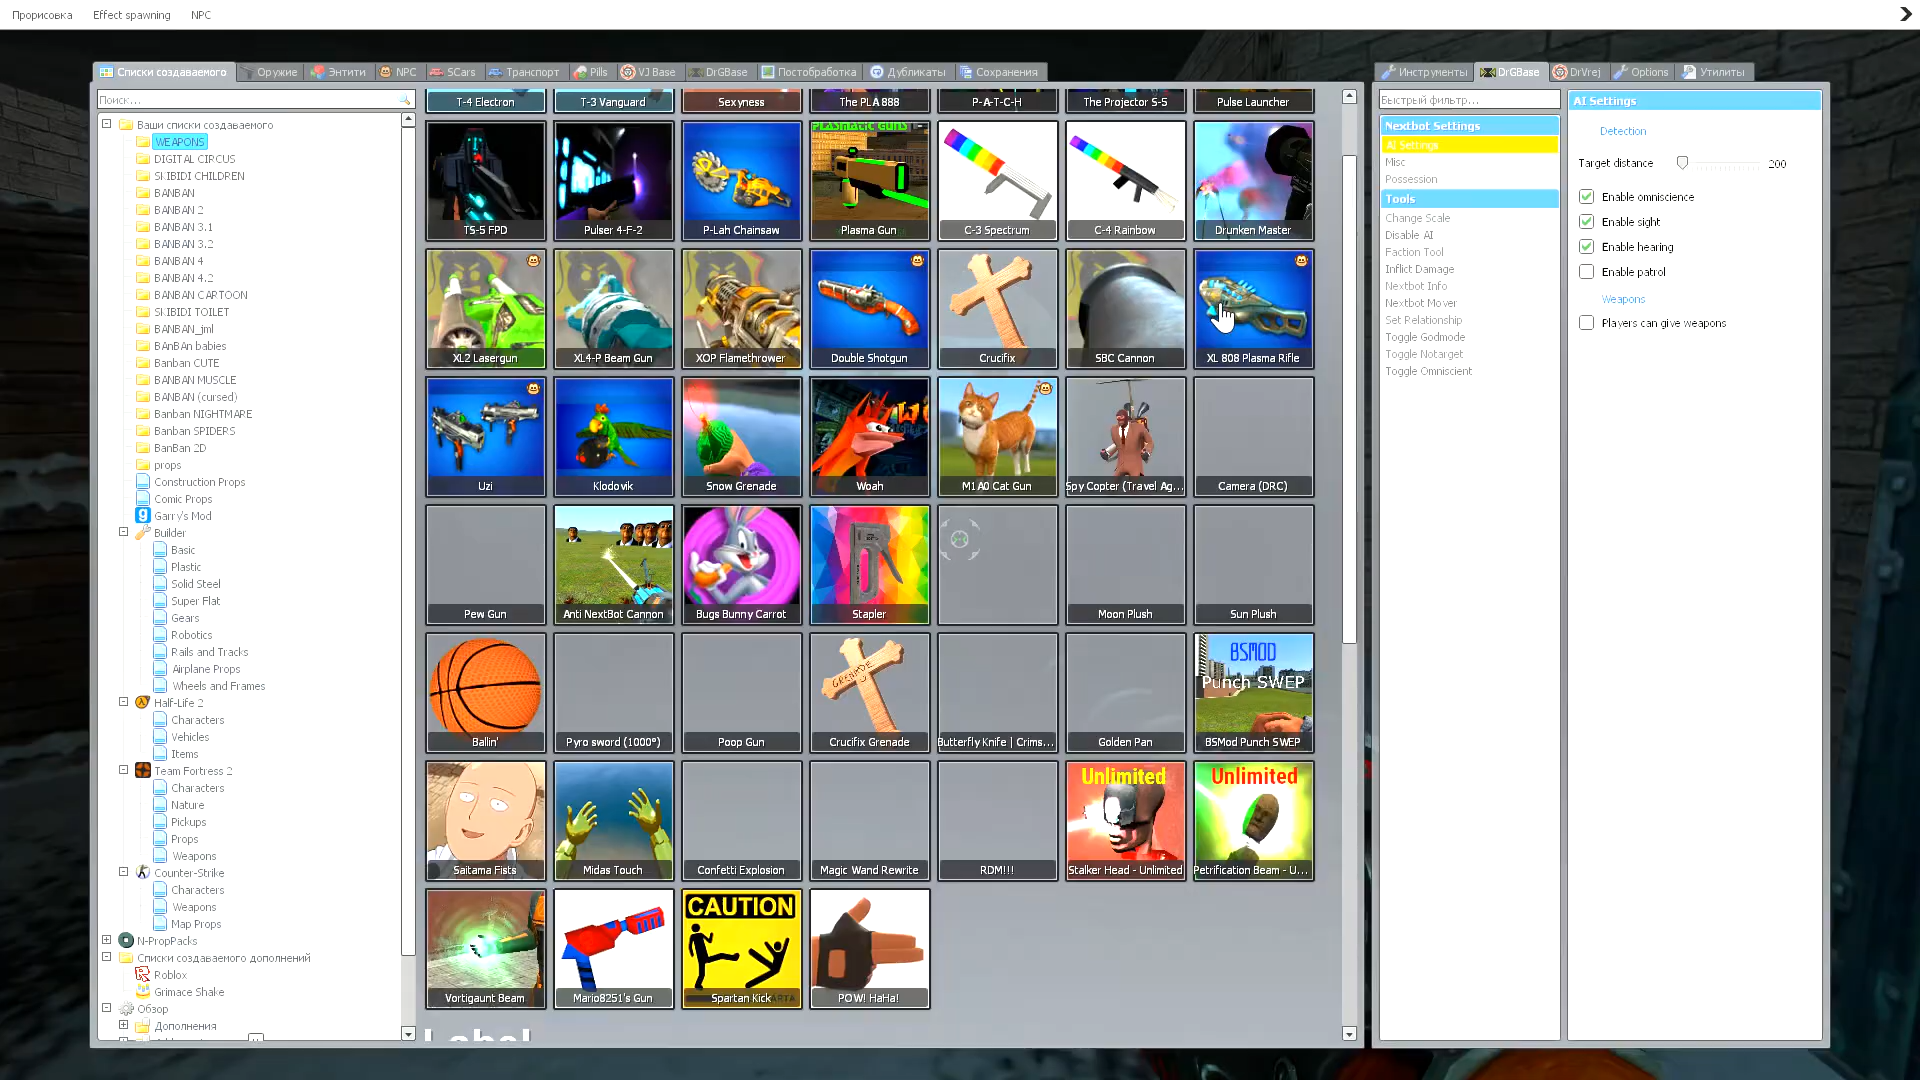 Прорисовка Effect spawning NPC
Списки создаваемого Оружие Энтити NPC SCars Транспорт Pills VJ Base DrGBase Постобработка Дубликаты Сохранения
Инструменты DrGBase DrVrej Options Утилиты
Поиск...
Ваши списки создаваемого
WEAPONS
DIGITAL CIRCUS
SKIBIDI CHILDREN
BANBAN
BANBAN 2
BANBAN 3.1
BANBAN 3.2
BANBAN 4
BANBAN 4.2
BANBAN CARTOON
SKIBIDI TOILET
BANBAN_jml
BAnBAn babies
Banban CUTE
BANBAN MUSCLE
BANBAN (cursed)
Banban NIGHTMARE
Banban SPIDERS
BanBan 2D
props
Construction Props
Comic Props
Garry's Mod
Builder
Basic
Plastic
Solid Steel
Super Flat
Gears
Robotics
Rails and Tracks
Airplane Props
Wheels and Frames
Half-Life 2
Characters
Vehicles
Items
Team Fortress 2
Characters
Nature
Pickups
Props
Weapons
Counter-Strike
Characters
Weapons
Map Props
N-PropPacks
Списки создаваемого дополнений
Roblox
Grimace Shake
Обзор
Дополнения
T-4 Electron T-3 Vanguard Sexyness The PLA 888 P-A-T-C-H The Projector S-5 Pulse Launcher
PLASMATIC GUNS
TS-5 FPD Pulser 4-F-2 P-Lah Chainsaw Plasma Gun C-3 Spectrum C-4 Rainbow Drunken Master
XL2 Lasergun XL4-P Beam Gun XOP Flamethrower Double Shotgun Crucifix SBC Cannon XL 808 Plasma Rifle
Uzi Klodovik Snow Grenade Woah M1A0 Cat Gun Spy Copter (Travel Ag... Camera (DRC)
Pew Gun Anti NextBot Cannon Bugs Bunny Carrot Stapler Moon Plush Sun Plush
GRENADE
BSMOD
Punch SWEP
Ballin' Pyro sword (1000°) Poop Gun Crucifix Grenade Butterfly Knife | Crims... Golden Pan BSMod Punch SWEP
Unlimited Unlimited
Saitama Fists Midas Touch Confetti Explosion Magic Wand Rewrite RDM!!! Stalker Head - Unlimited Petrification Beam - U...
CAUTION
Vortigaunt Beam Mario8251's Gun Spartan Kick POW! HaHa!
Label
Быстрый фильтр...
Nextbot Settings
AI Settings
Misc
Possession
Tools
Change Scale
Disable AI
Faction Tool
Inflict Damage
Nextbot Info
Nextbot Mover
Set Relationship
Toggle Godmode
Toggle Notarget
Toggle Omniscient
AI Settings
Detection
Target distance 200
Enable omniscience
Enable sight
Enable hearing
Enable patrol
Weapons
Players can give weapons